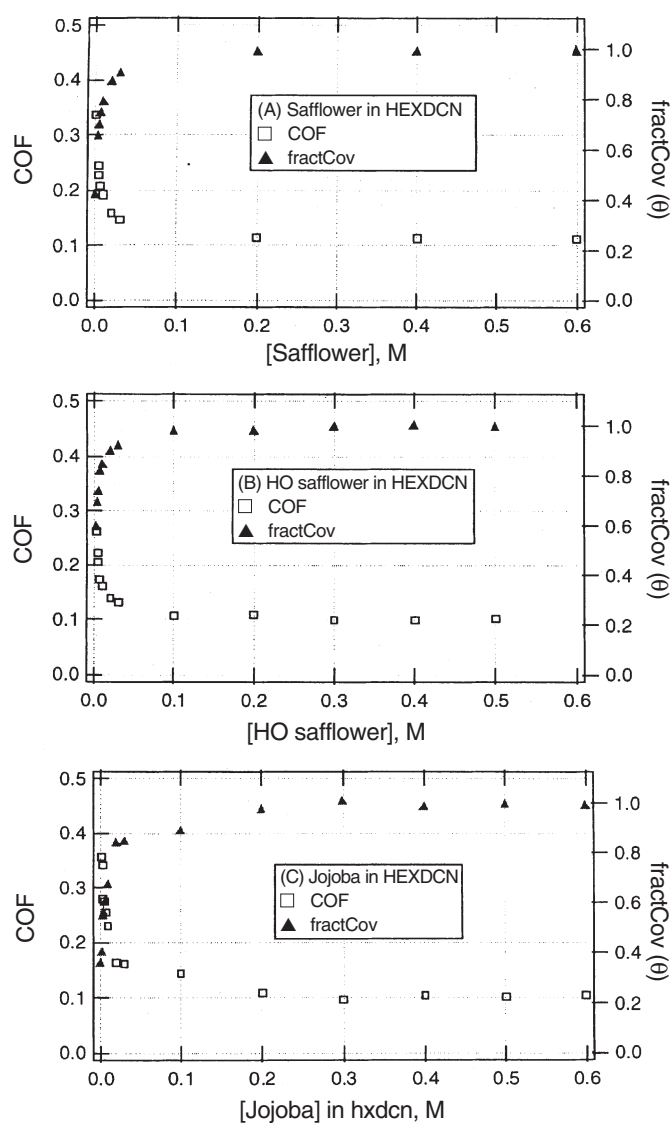 0.5
0.4
0.3
0.2
0.1
0.0
COF
1.0
0.8
0.6
0.4
0.2
0.0
fractCov (θ)
(A) Safflower in HEXDCN
COF
fractCov
0.0 0.1 0.2 0.3 0.4 0.5 0.6
[Safflower], M
0.5
0.4
0.3
0.2
0.1
0.0
COF
1.0
0.8
0.6
0.4
0.2
0.0
fractCov (θ)
(B) HO safflower in HEXDCN
COF
fractCov
0.0 0.1 0.2 0.3 0.4 0.5 0.6
[HO safflower], M
0.5
0.4
0.3
0.2
0.1
0.0
COF
1.0
0.8
0.6
0.4
0.2
0.0
fractCov (θ)
(C) Jojoba in HEXDCN
COF
fractCov
0.0 0.1 0.2 0.3 0.4 0.5 0.6
[Jojoba] in hxdcn, M